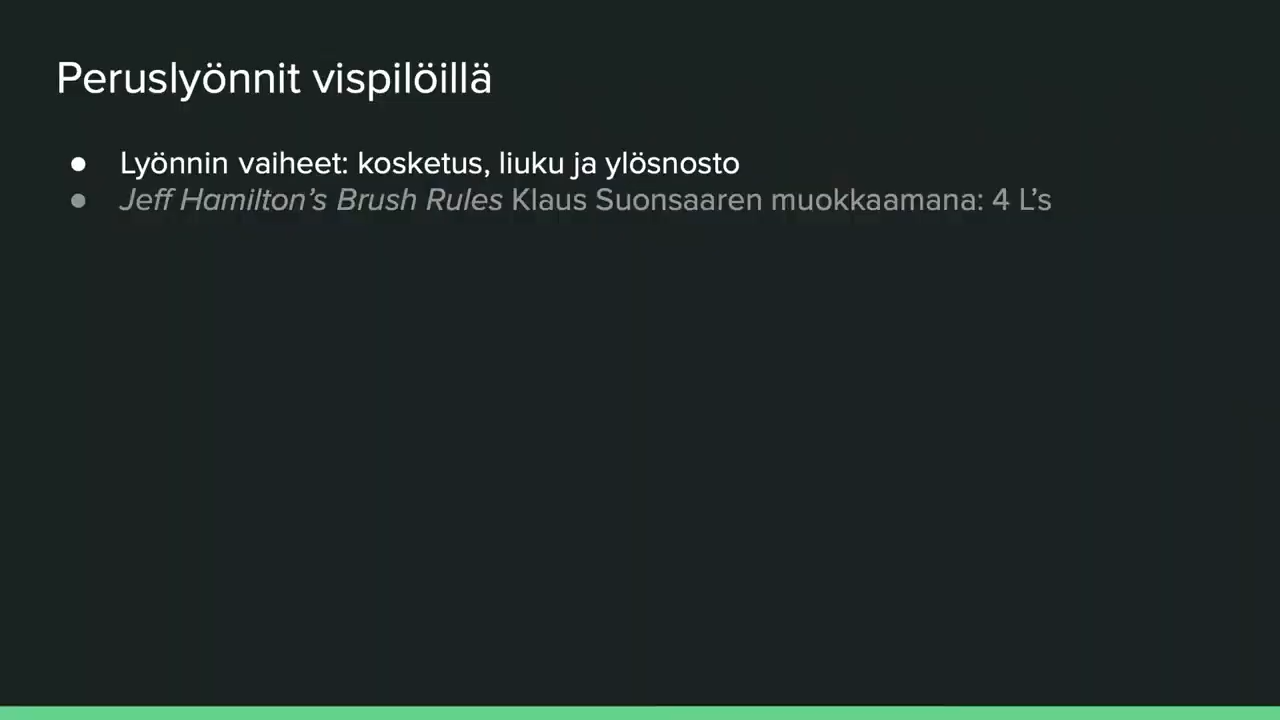 Peruslyönnit vispilöillä
● Lyönnin vaiheet: kosketus, liuku ja ylösnosto
● Jeff Hamilton’s Brush Rules Klaus Suonsaaren muokkaamana: 4 L’s